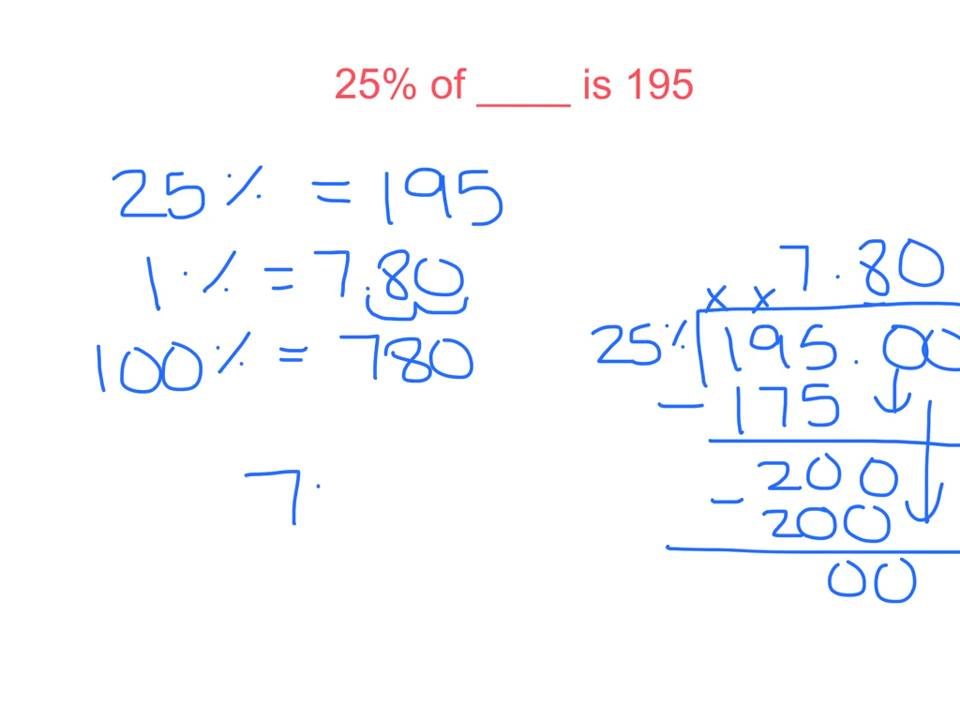 25% of ____ is 195
25% = 195
1% = 7.80
100% = 780
7.
7.80
x x
25% 195.00
- 175
200
- 200
00